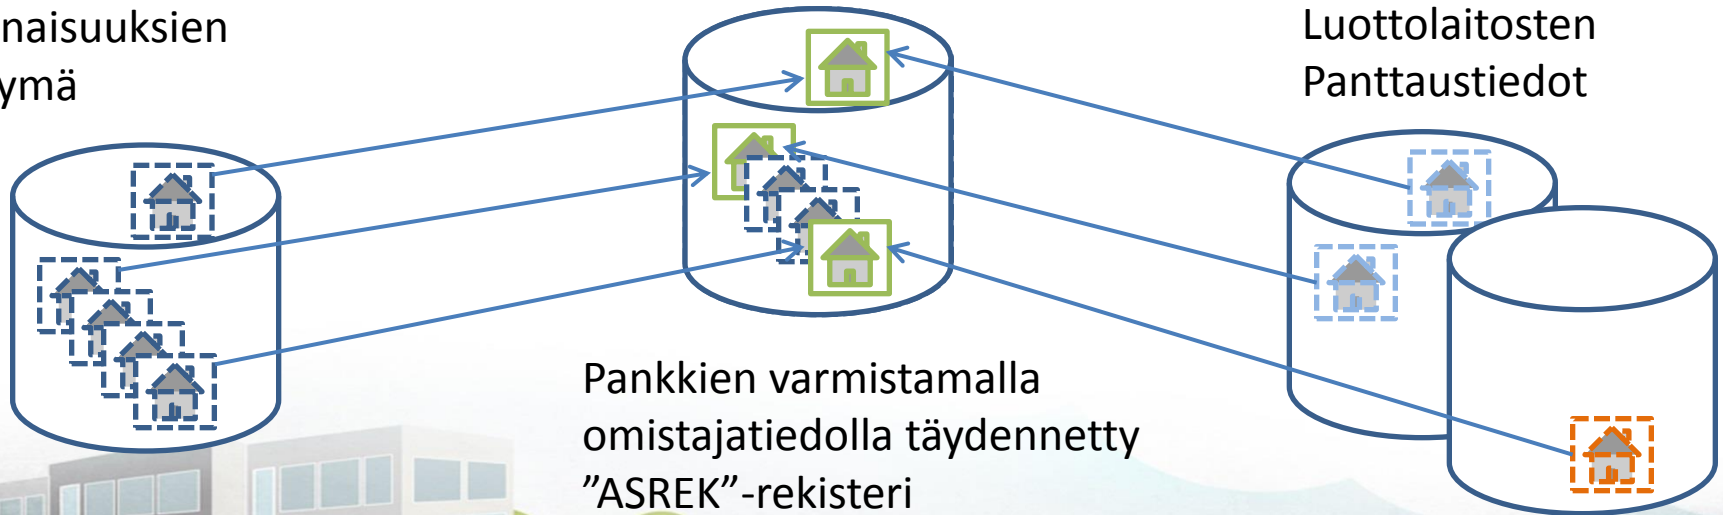 naisuuksien
ymä
Luottolaitosten
Panttaustiedot
Pankkien varmistamalla
omistajatiedolla täydennetty
”ASREK”-rekisteri